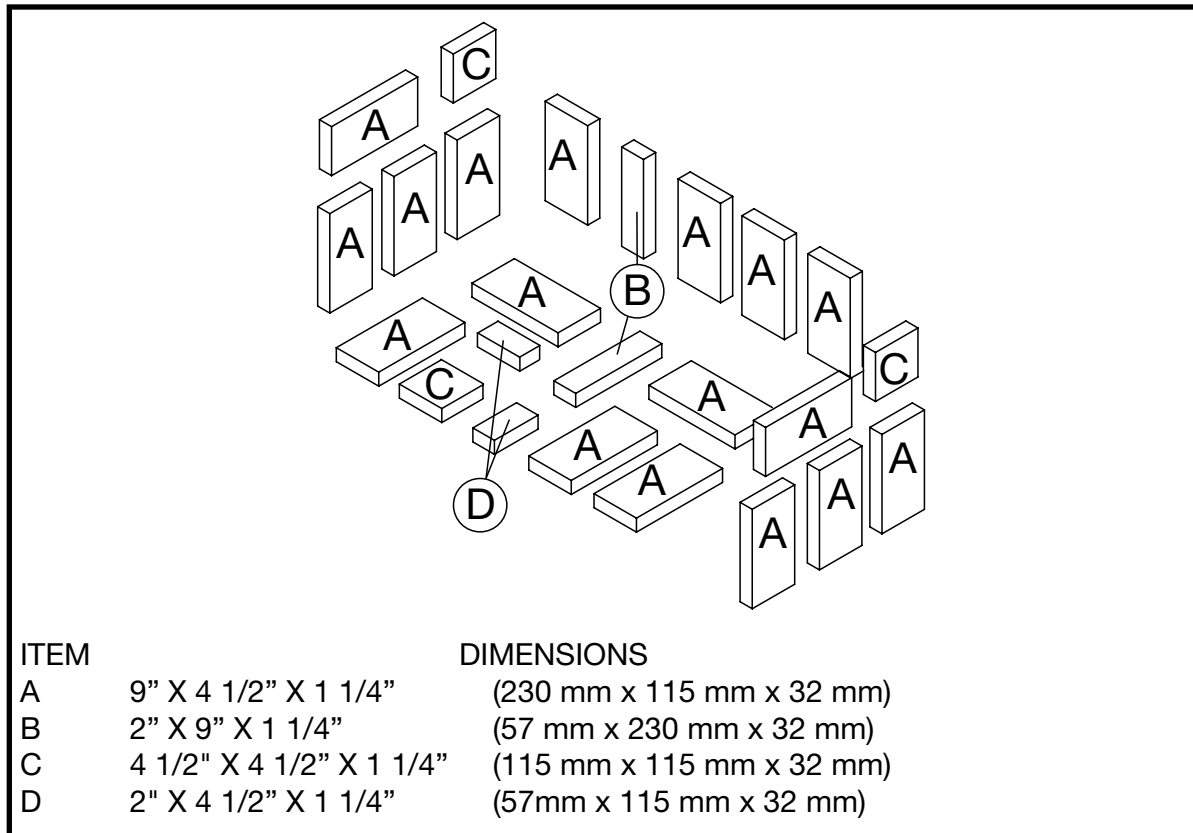 C
A
A
A
A
A
A
A
A
B
A
A
C
C
A
A
A
A
A
A
A
A
D
ITEM DIMENSIONS
A 9” X 4 1/2” X 1 1/4” (230 mm x 115 mm x 32 mm)
B 2” X 9” X 1 1/4” (57 mm x 230 mm x 32 mm)
C 4 1/2" X 4 1/2” X 1 1/4” (115 mm x 115 mm x 32 mm)
D 2" X 4 1/2” X 1 1/4” (57mm x 115 mm x 32 mm)